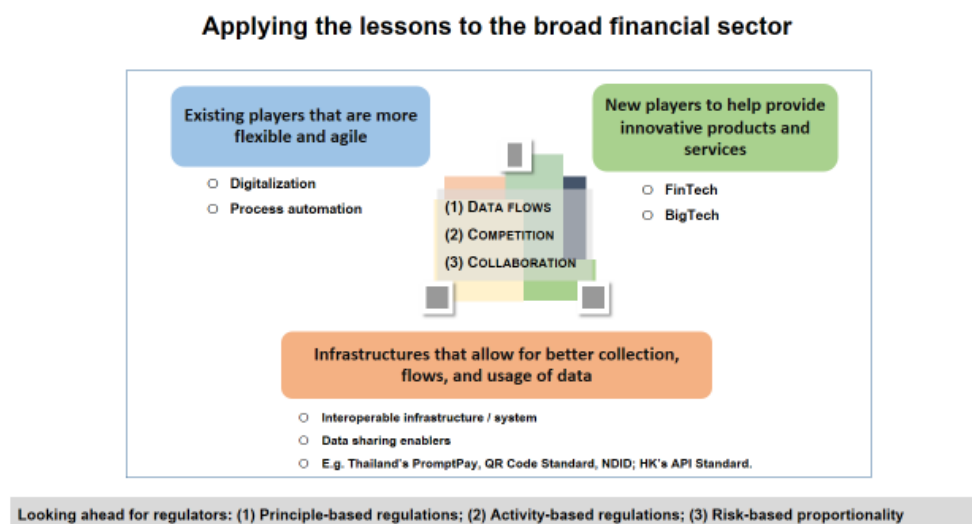 Applying the lessons to the broad financial sector
Existing players that are more
flexible and agile
○ Digitalization
○ Process automation
New players to help provide
innovative products and
services
○ FinTech
○ BigTech
(1) DATA FLOWS
(2) COMPETITION
(3) COLLABORATION
Infrastructures that allow for better collection,
flows, and usage of data
○ Interoperable infrastructure / system
○ Data sharing enablers
○ E.g. Thailand's PromptPay, QR Code Standard, NDID; HK's API Standard.
Looking ahead for regulators: (1) Principle-based regulations; (2) Activity-based regulations; (3) Risk-based proportionality